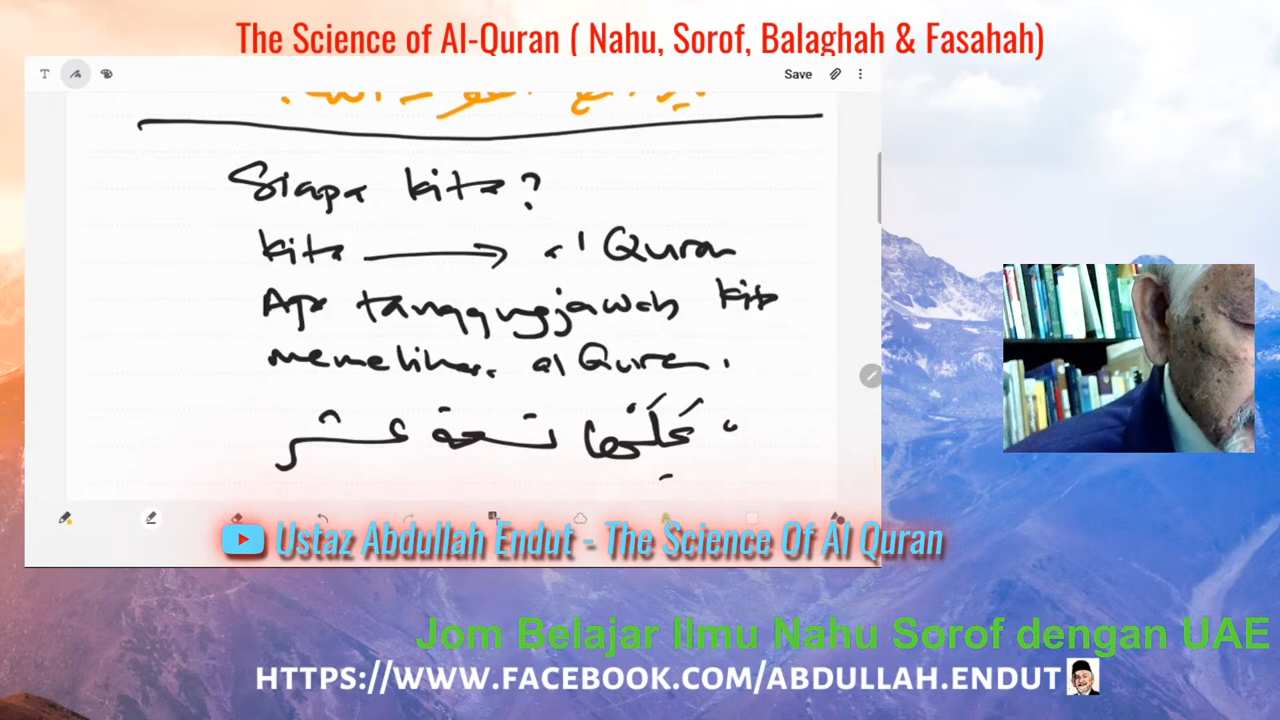 The Science of Al-Quran ( Nahu, Sorof, Balaghah & Fasahah)
T
Save
Siapa kita?
kita → al Quran
Apa tanggungjawab kita
memelihara al Quran.
عَلَيْهَا تسعة عشر
Ustaz Abdullah Endut - The Science Of Al Quran
Jom Belajar Ilmu Nahu Sorof dengan UAE
HTTPS://WWW.FACEBOOK.COM/ABDULLAH.ENDUT